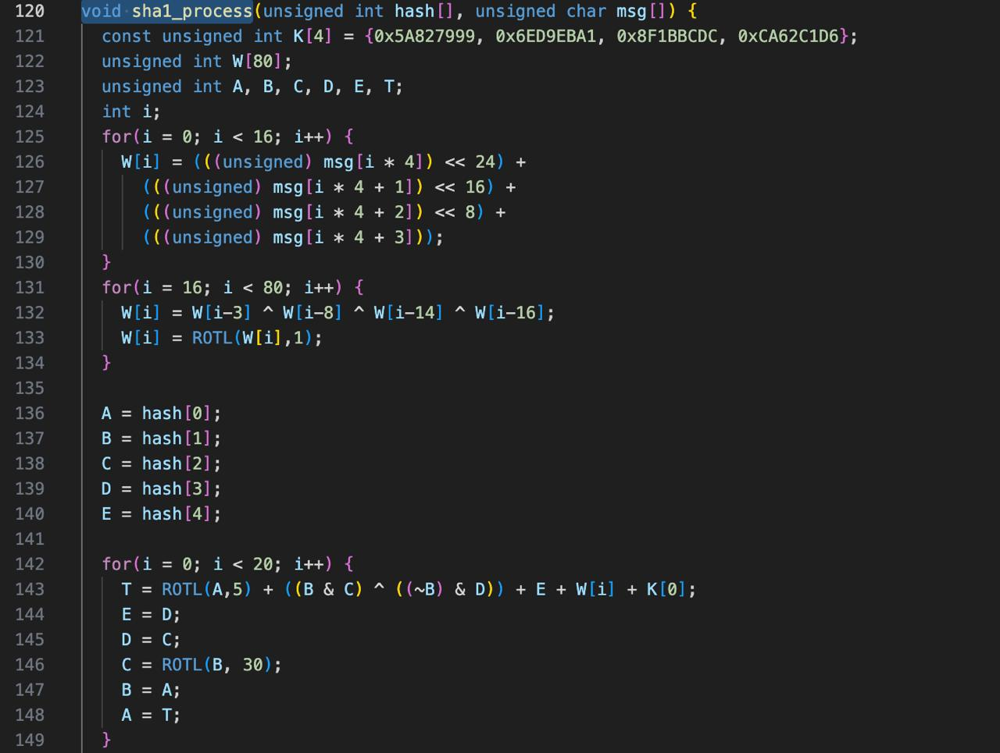 120 void sha1_process(unsigned int hash[], unsigned char msg[]) {
121 const unsigned int K[4] = {0x5A827999, 0x6ED9EBA1, 0x8F1BBCDC, 0xCA62C1D6};
122 unsigned int W[80];
123 unsigned int A, B, C, D, E, T;
124 int i;
125 for(i = 0; i < 16; i++) {
126 W[i] = (((unsigned) msg[i * 4]) << 24) +
127 (((unsigned) msg[i * 4 + 1]) << 16) +
128 (((unsigned) msg[i * 4 + 2]) << 8) +
129 (((unsigned) msg[i * 4 + 3]));
130 }
131 for(i = 16; i < 80; i++) {
132 W[i] = W[i-3] ^ W[i-8] ^ W[i-14] ^ W[i-16];
133 W[i] = ROTL(W[i],1);
134 }
135
136 A = hash[0];
137 B = hash[1];
138 C = hash[2];
139 D = hash[3];
140 E = hash[4];
141
142 for(i = 0; i < 20; i++) {
143 T = ROTL(A,5) + ((B & C) ^ ((~B) & D)) + E + W[i] + K[0];
144 E = D;
145 D = C;
146 C = ROTL(B, 30);
147 B = A;
148 A = T;
149 }